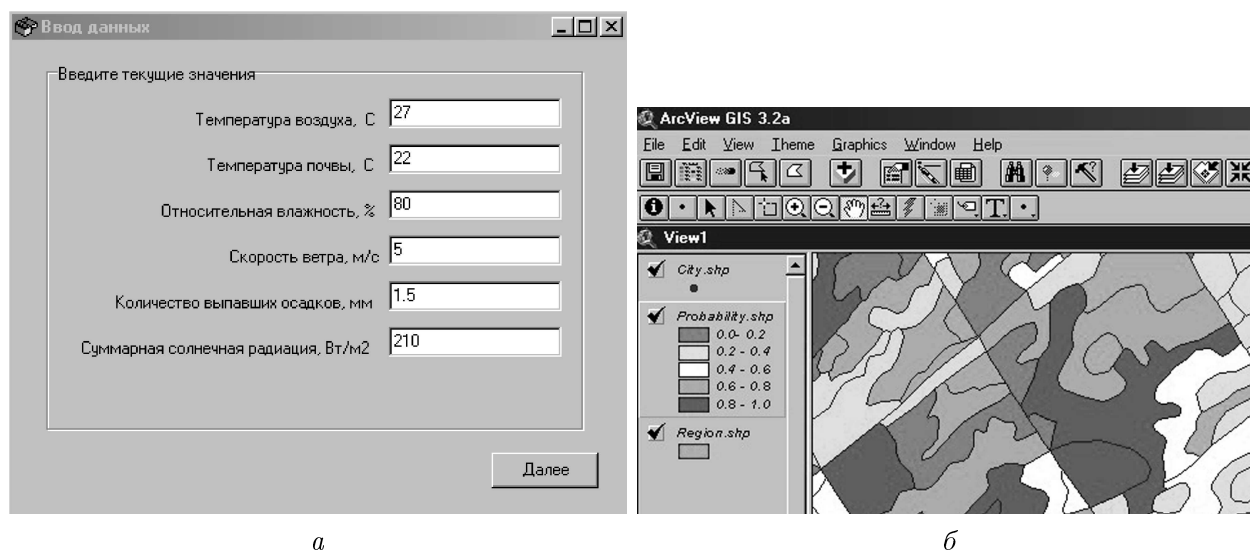 Ввод данных
Введите текущие значения
Температура воздуха, С 27
Температура почвы, С 22
Относительная влажность, % 80
Скорость ветра, м/с 5
Количество выпавших осадков, мм 1.5
Суммарная солнечная радиация, Вт/м2 210
Далее
а
ArcView GIS 3.2a
File Edit View Theme Graphics Window Help
View1
City.shp
Probability.shp
0.0- 0.2
0.2 - 0.4
0.4 - 0.6
0.6 - 0.8
0.8 - 1.0
Region.shp
б